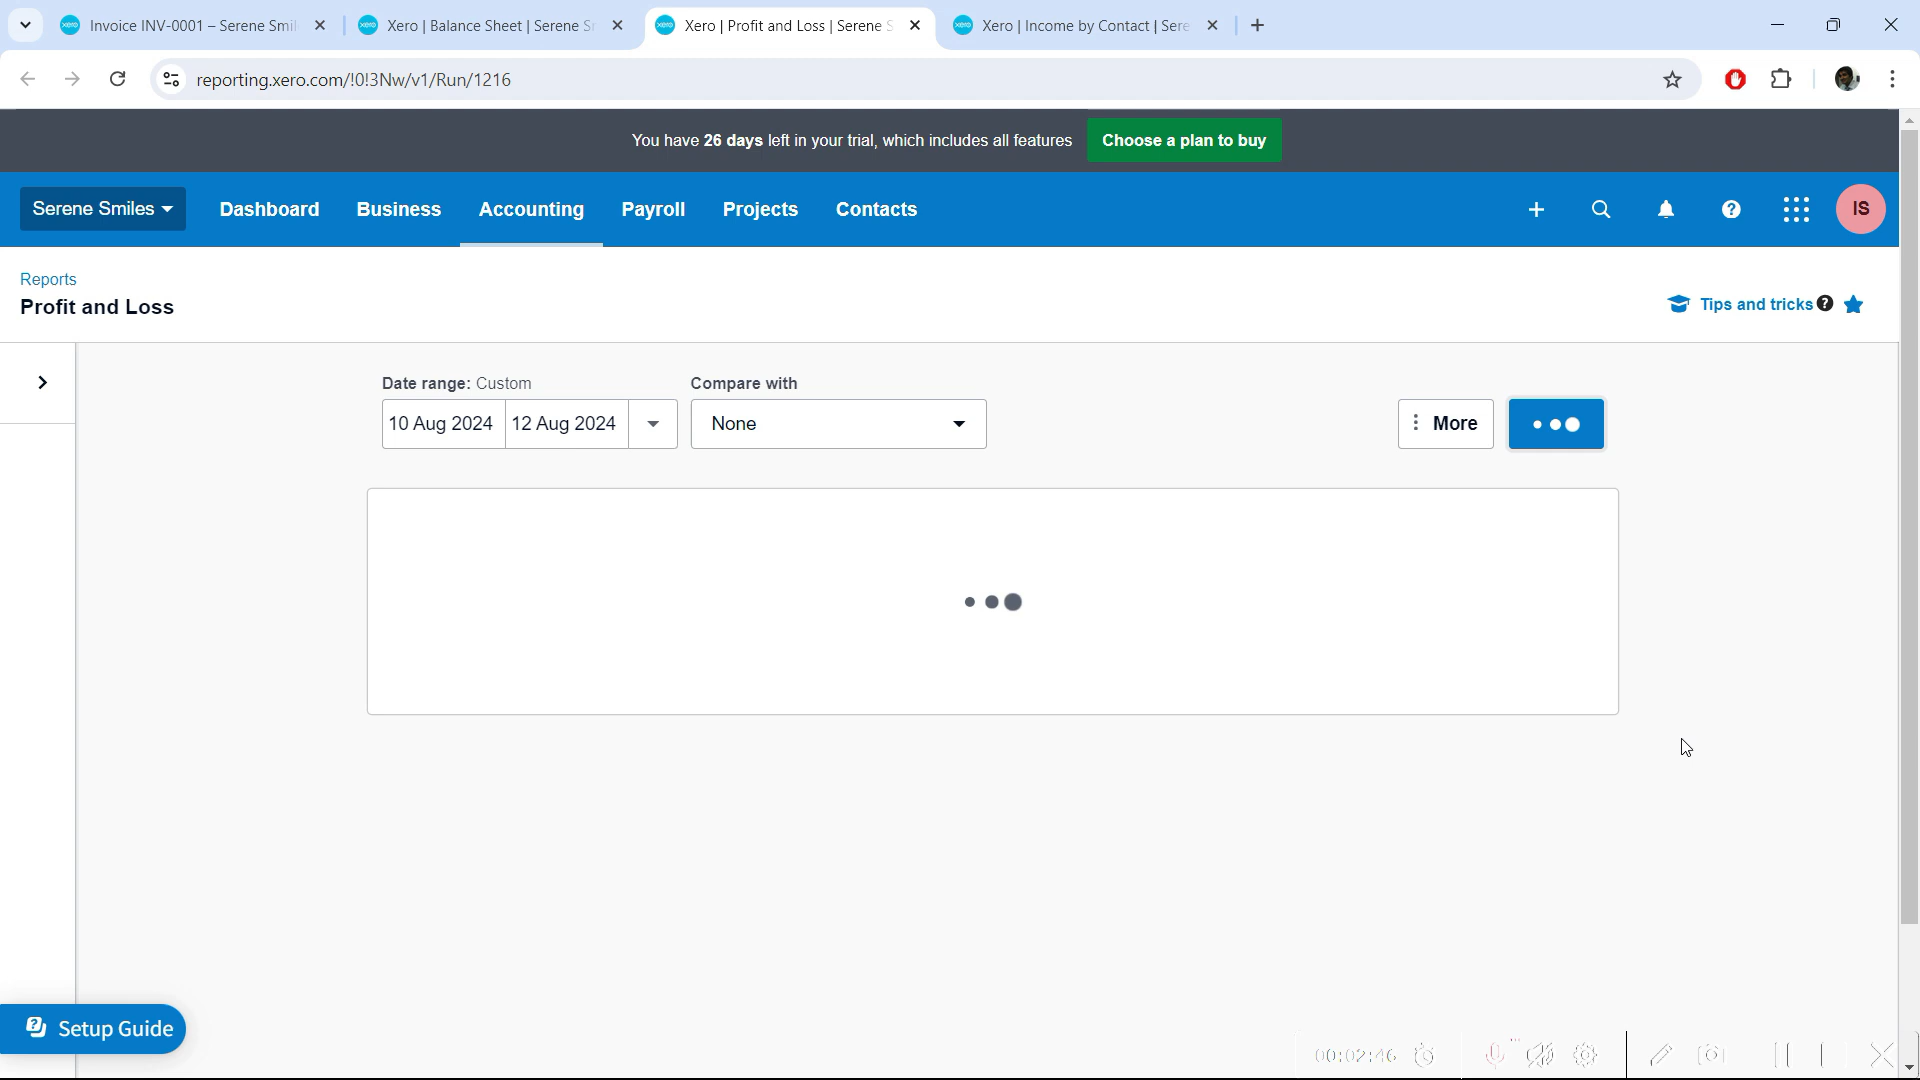 Invoice INV-0001 – Serene Smil
Xero | Balance Sheet | Serene S
Xero | Profit and Loss | Serene S
Xero | Income by Contact | Sere
reporting.xero.com/!0!3Nw/v1/Run/1216
You have 26 days left in your trial, which includes all features
Choose a plan to buy
Serene Smiles
Dashboard
Business
Accounting
Payroll
Projects
Contacts
IS
Reports
Profit and Loss
Tips and tricks
Date range: Custom
Compare with
10 Aug 2024
12 Aug 2024
None
More
Setup Guide
00:02:46